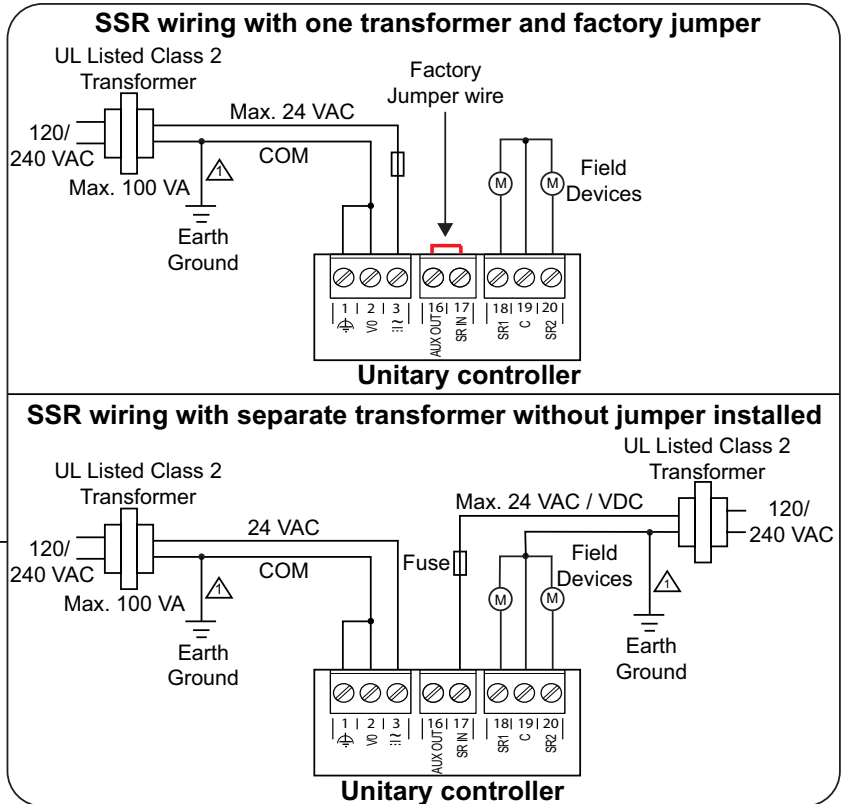 SSR wiring with one transformer and factory jumper
UL Listed Class 2
Transformer
120/
240 VAC
Max. 100 VA
Max. 24 VAC
COM
1
Earth
Ground
Factory
Jumper wire
M
M
Field
Devices
1 2 3 16 17 18 19 20
V0 AUX OUT SR IN SR1 C SR2
Unitary controller
SSR wiring with separate transformer without jumper installed
UL Listed Class 2
Transformer
120/
240 VAC
Max. 100 VA
24 VAC
COM
1
Earth
Ground
UL Listed Class 2
Transformer
Max. 24 VAC / VDC
120/
240 VAC
Fuse
Field
Devices
M
M
1
Earth
Ground
1 2 3 16 17 18 19 20
V0 AUX OUT SR IN SR1 C SR2
Unitary controller